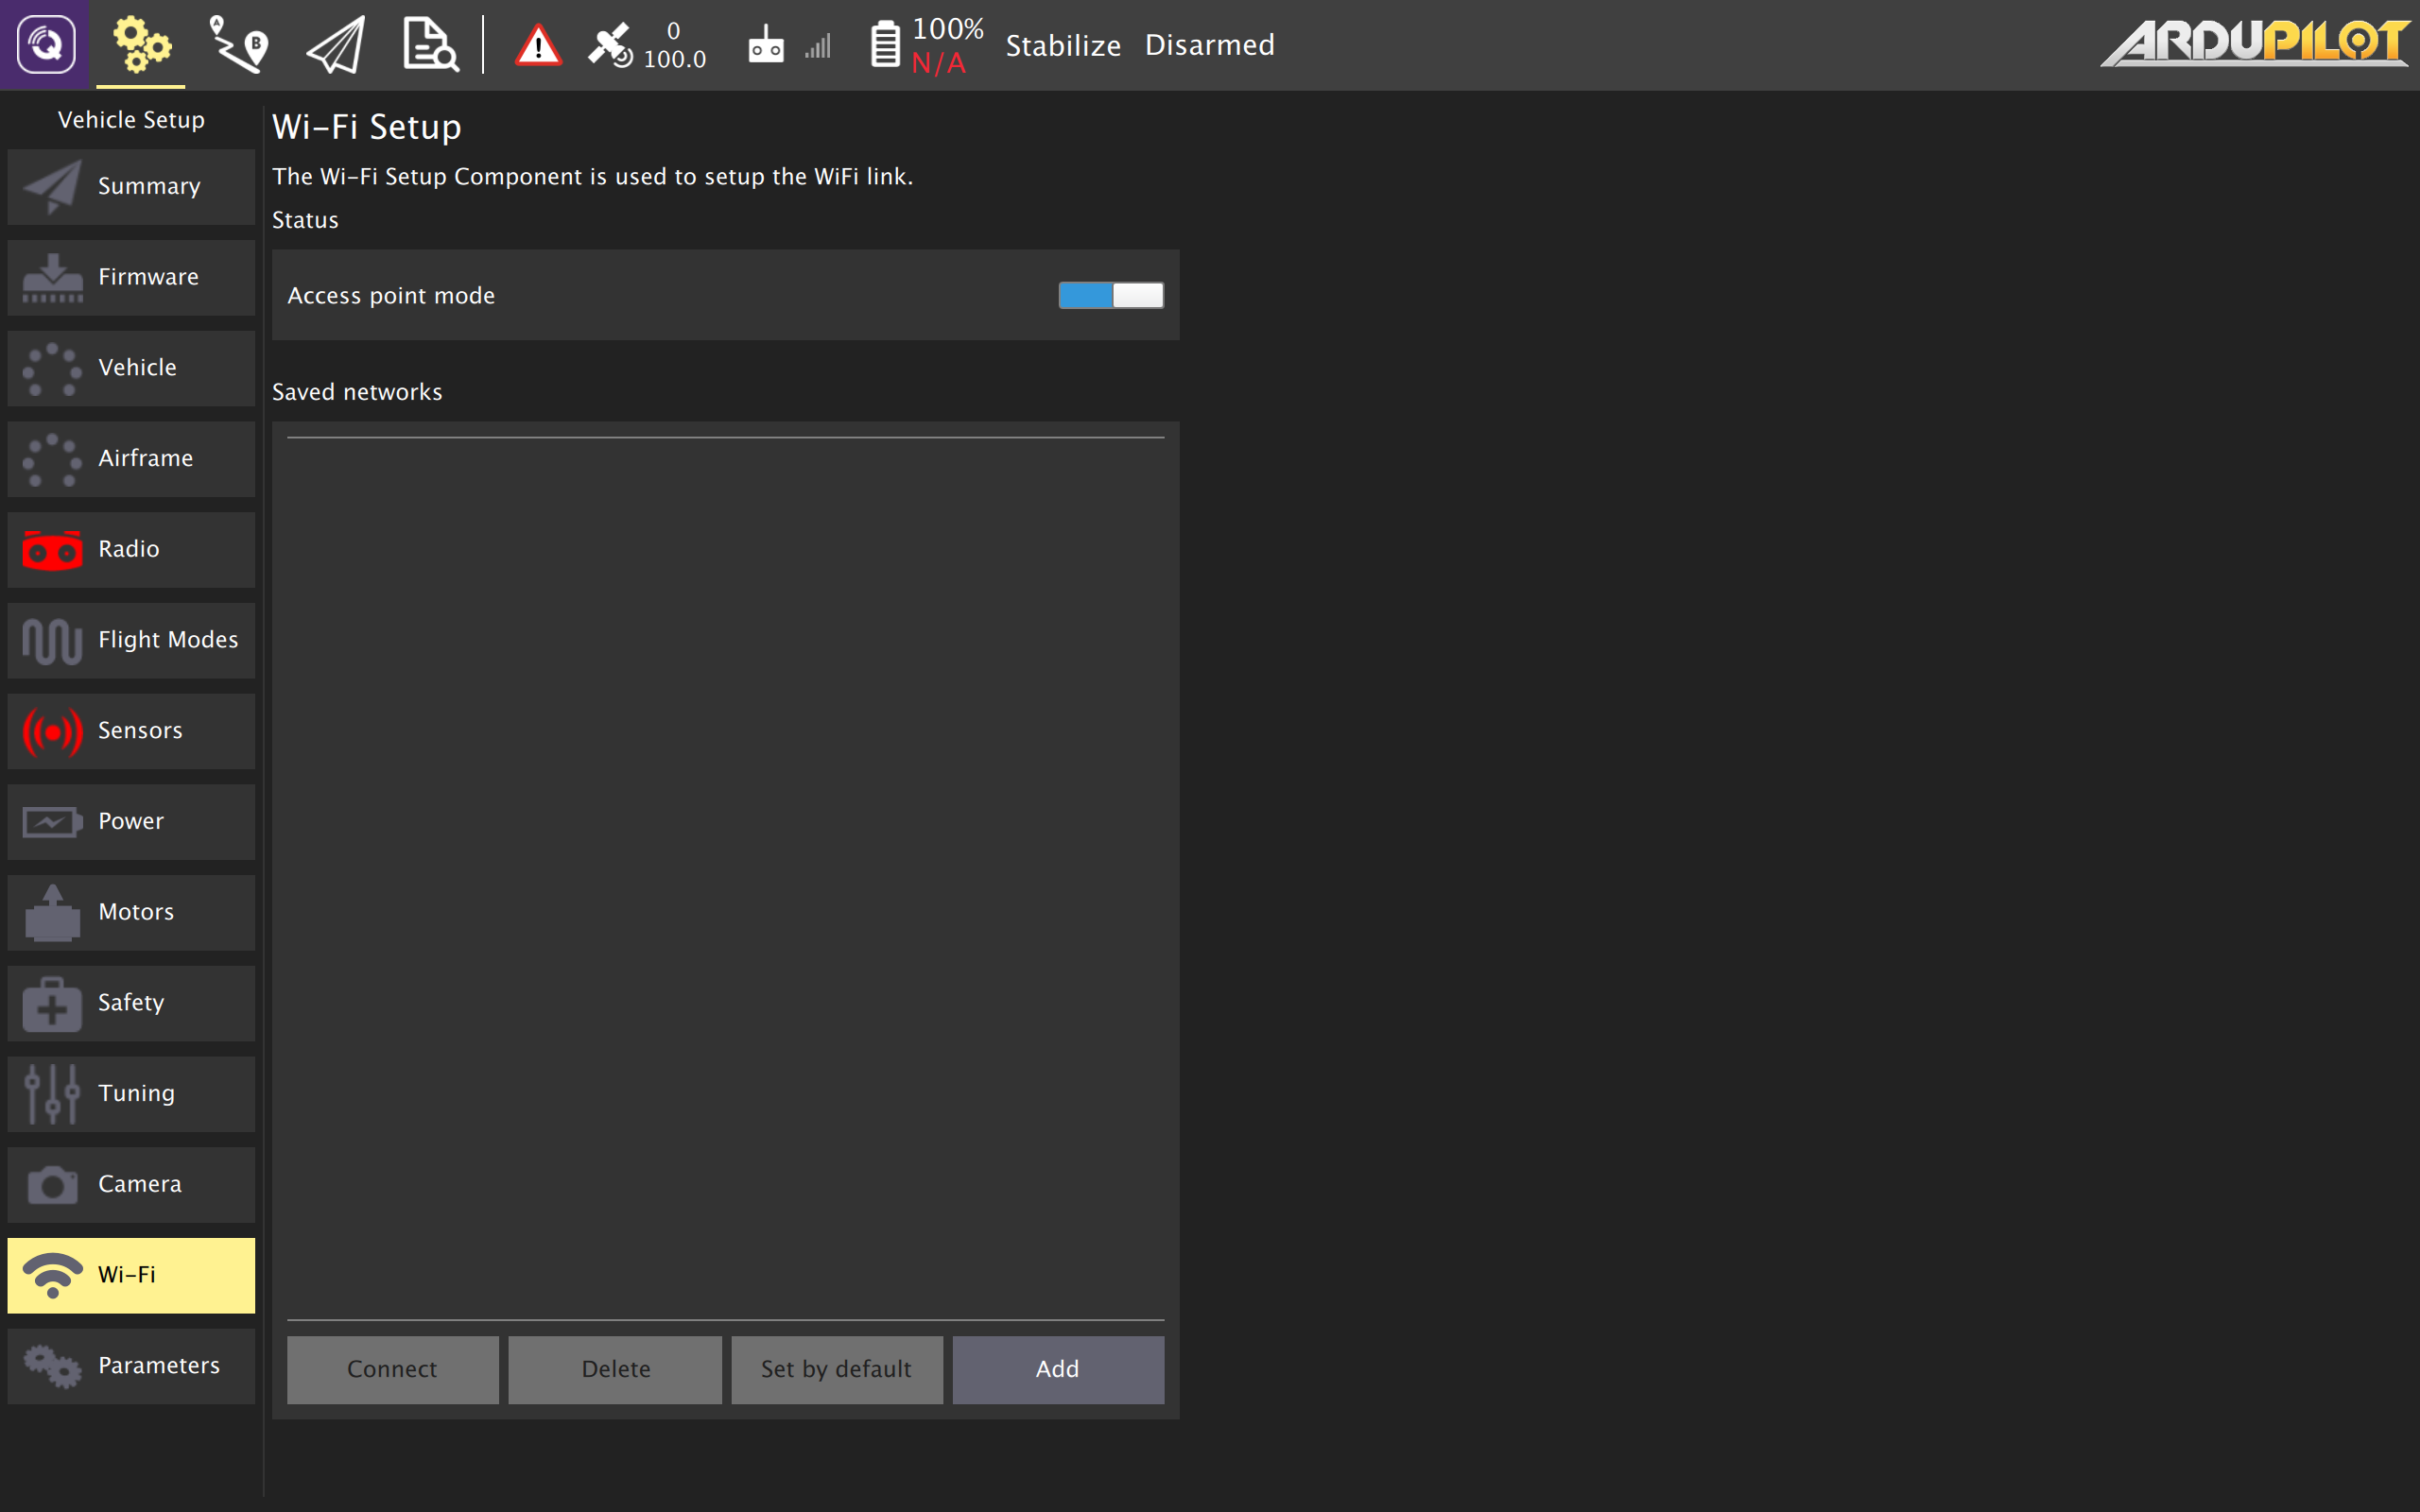 0
100.0
100%
N/A
Stabilize
Disarmed
ARDUPILOT
Vehicle Setup
Summary
Firmware
Vehicle
Airframe
Radio
Flight Modes
Sensors
Power
Motors
Safety
Tuning
Camera
Wi-Fi
Parameters
Wi-Fi Setup
The Wi-Fi Setup Component is used to setup the WiFi link.
Status
Access point mode
Saved networks
Connect
Delete
Set by default
Add